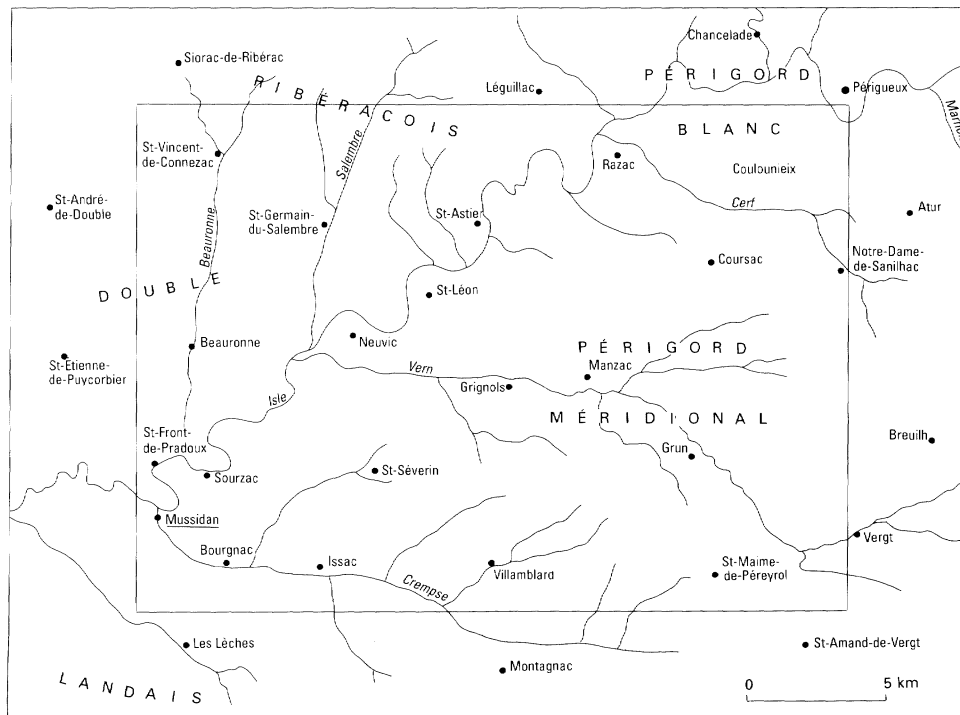 Chancelade
Siorac-de-Ribérac
PÉRIGORD
RIBÉRACOIS
Léguillac
Périgueux
BLANC
St-Vincent-
de-Connezac
Salembre
Razac
Coulounieix
St-André-
de-Double
Cerf
Atur
St-Germain-
du-Salembre
St-Astier
Beauronne
Coursac
Notre-Dame-
de-Sanilhac
DOUBLE
St-Léon
Beauronne
Neuvic
PÉRIGORD
St-Etienne-
de-Puycorbier
Vern
Manzac
Grignols
Isle
MÉRIDIONAL
St-Front-
de-Pradoux
Breuilh
Grun
Sourzac
St-Séverin
Mussidan
Vergt
Bourgnac
Issac
Villamblard
St-Maime-
de-Péreyrol
Crempse
Les Lèches
St-Amand-de-Vergt
Montagnac
LANDAIS
0 5 km